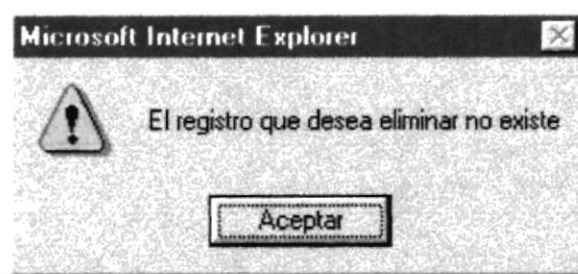 Microsoft Internet Explorer
El registro que desea eliminar no existe
Aceptar